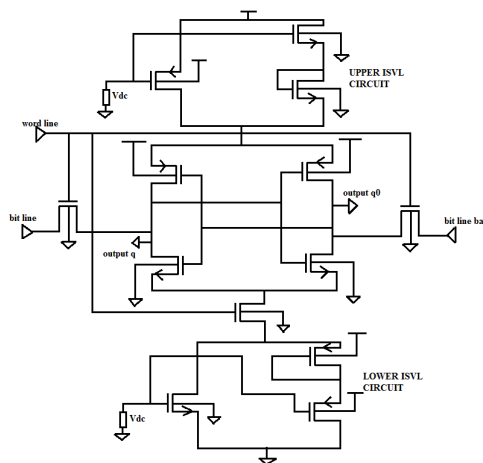 UPPER ISVL
CIRCUIT
Vdc
word line
output q0
bit line
bit line ba
output q
LOWER ISVL
CIRCUIT
Vdc